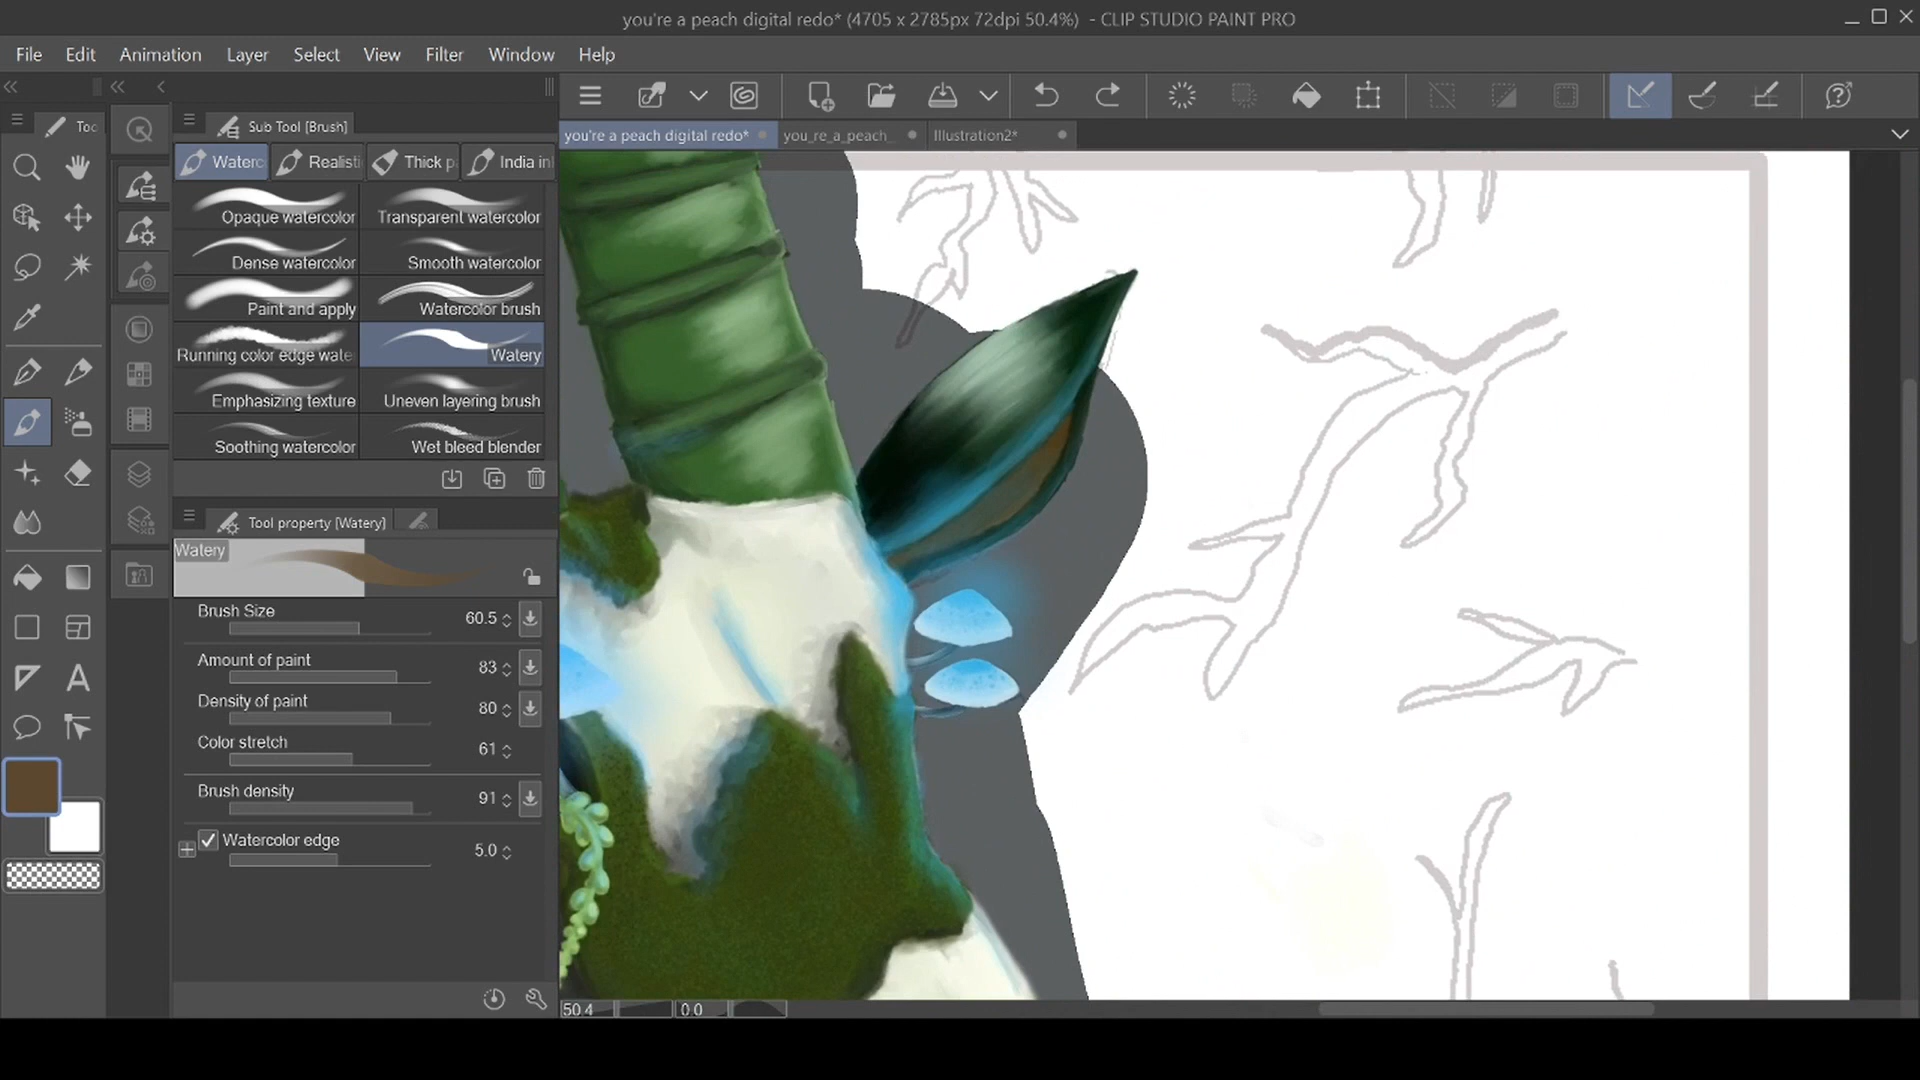 you're a peach digital redo* (4705 x 2785px 72dpi 50.4%) - CLIP STUDIO PAINT PRO
File Edit Animation Layer Select View Filter Window Help
Too Sub Tool [Brush]
you're a peach digital redo* you_re_a_peach_ Illustration2*
Waterc Realisti Thick p India in
Opaque watercolor Transparent watercolor
Dense watercolor Smooth watercolor
Paint and apply Watercolor brush
Running color edge wate Watery
Emphasizing texture Uneven layering brush
Soothing watercolor Wet bleed blender
Tool property [Watery]
Watery
Brush Size 60.5
Amount of paint 83
Density of paint 80
Color stretch 61
Brush density 91
Watercolor edge 5.0
A
50.4 0.0